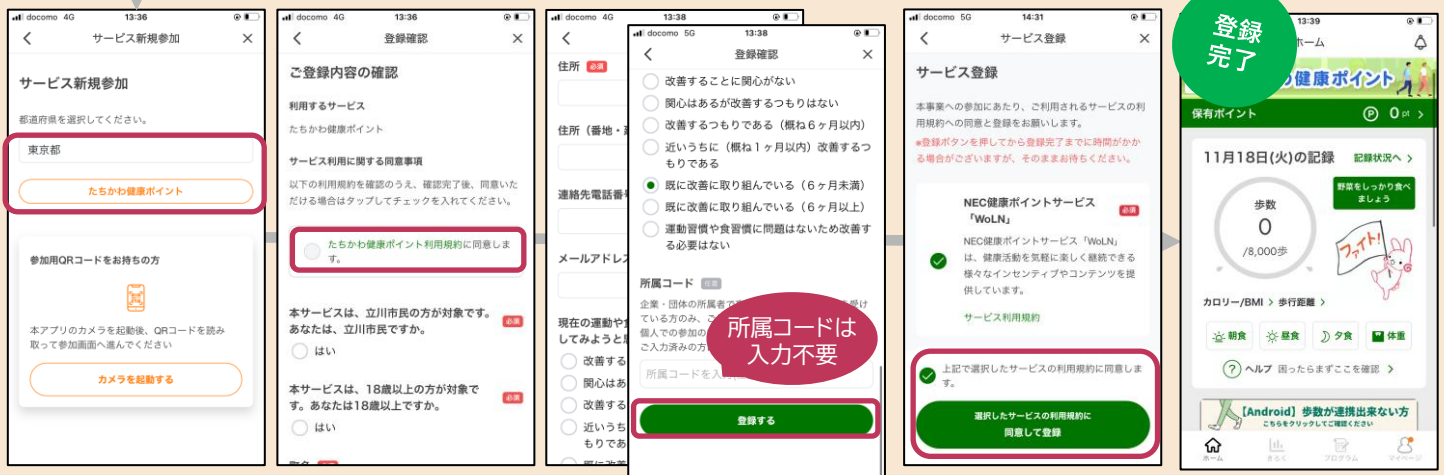 docomo 4G 13:36
サービス新規参加
サービス新規参加
都道府県を選択してください。
東京都
たちかわ健康ポイント
参加用QRコードをお持ちの方
本アプリのカメラを起動後、QRコードを読み
取って参加画面へ進んでください
カメラを起動する
docomo 4G 13:36
登録確認
ご登録内容の確認
利用するサービス
たちかわ健康ポイント
サービス利用に関する同意事項
以下の利用規約を確認のうえ、確認完了後、同意いた
だける場合はタップしてチェックを入れてください。
たちかわ健康ポイント利用規約に同意しま
す。
本サービスは、立川市民の方が対象です。
あなたは、立川市民ですか。
必須
はい
本サービスは、18歳以上の方が対象で
す。あなたは18歳以上ですか。
必須
はい
docomo 4G 13:38
住所 必須
住所（番地・
連絡先電話番
メールアドレス
現在の運動や
してみようと
改善する
関心はあ
改善する
近いうち
もりであ
docomo 5G 13:38
登録確認
改善することに関心がない
関心はあるが改善するつもりはない
改善するつもりである（概ね6ヶ月以内）
近いうちに（概ね1ヶ月以内）改善するつ
もりである
既に改善に取り組んでいる（6ヶ月未満）
既に改善に取り組んでいる（6ヶ月以上）
運動習慣や食習慣に問題はないため改善す
る必要はない
所属コード 任意
企業・団体の所属者で
受け
ている方のみ、ご
個人での参加の
ご入力済みの方
所属コードを入
所属コードは
入力不要
登録する
docomo 5G 14:31
サービス登録
サービス登録
本事業への参加にあたり、ご利用されるサービスの利
用規約への同意と登録をお願いします。
*登録ボタンを押してから登録完了までに時間がかか
る場合がございますが、そのままお待ちください。
NEC健康ポイントサービス
「WoLN」
必須
NEC健康ポイントサービス「WoLN」
は、健康活動を気軽に楽しく継続できる
様々なインセンティブやコンテンツを提
供しています。
サービス利用規約
上記で選択したサービスの利用規約に同意しま
す。
選択したサービスの利用規約に
同意して登録
登録
完了
13:39
ホーム
健康ポイント
保有ポイント P 0 pt
11月18日(火)の記録 記録状況へ
野菜をしっかり食べ
ましょう
歩数
0
/8,000歩
ファイト!
カロリー/BMI 歩行距離
朝食 昼食 夕食 体重
ヘルプ 困ったらまずここを確認
【Android】歩数が連携出来ない方
こちらをクリックしてご確認ください
ホーム きろく プログラム マイページ